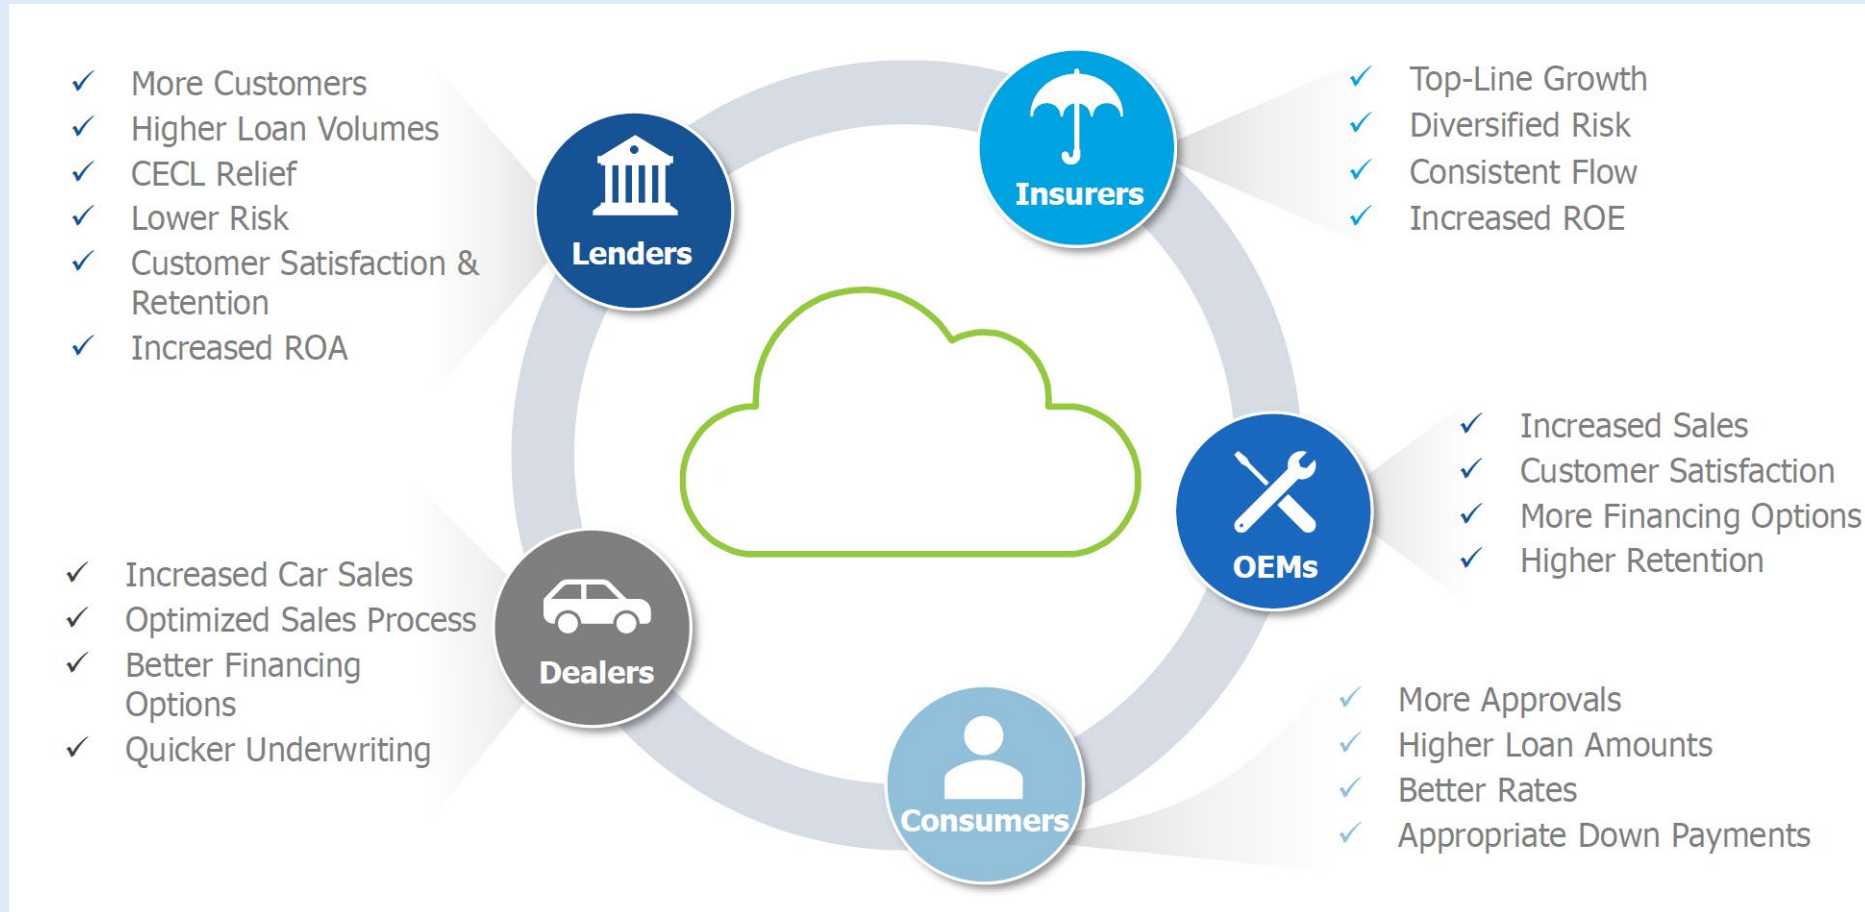 More Customers
Higher Loan Volumes
CECL Relief
Lower Risk
Customer Satisfaction &
Retention
Increased ROA
Lenders
Insurers
Top-Line Growth
Diversified Risk
Consistent Flow
Increased ROE
OEMs
Increased Sales
Customer Satisfaction
More Financing Options
Higher Retention
Increased Car Sales
Optimized Sales Process
Better Financing
Options
Quicker Underwriting
Dealers
Consumers
More Approvals
Higher Loan Amounts
Better Rates
Appropriate Down Payments